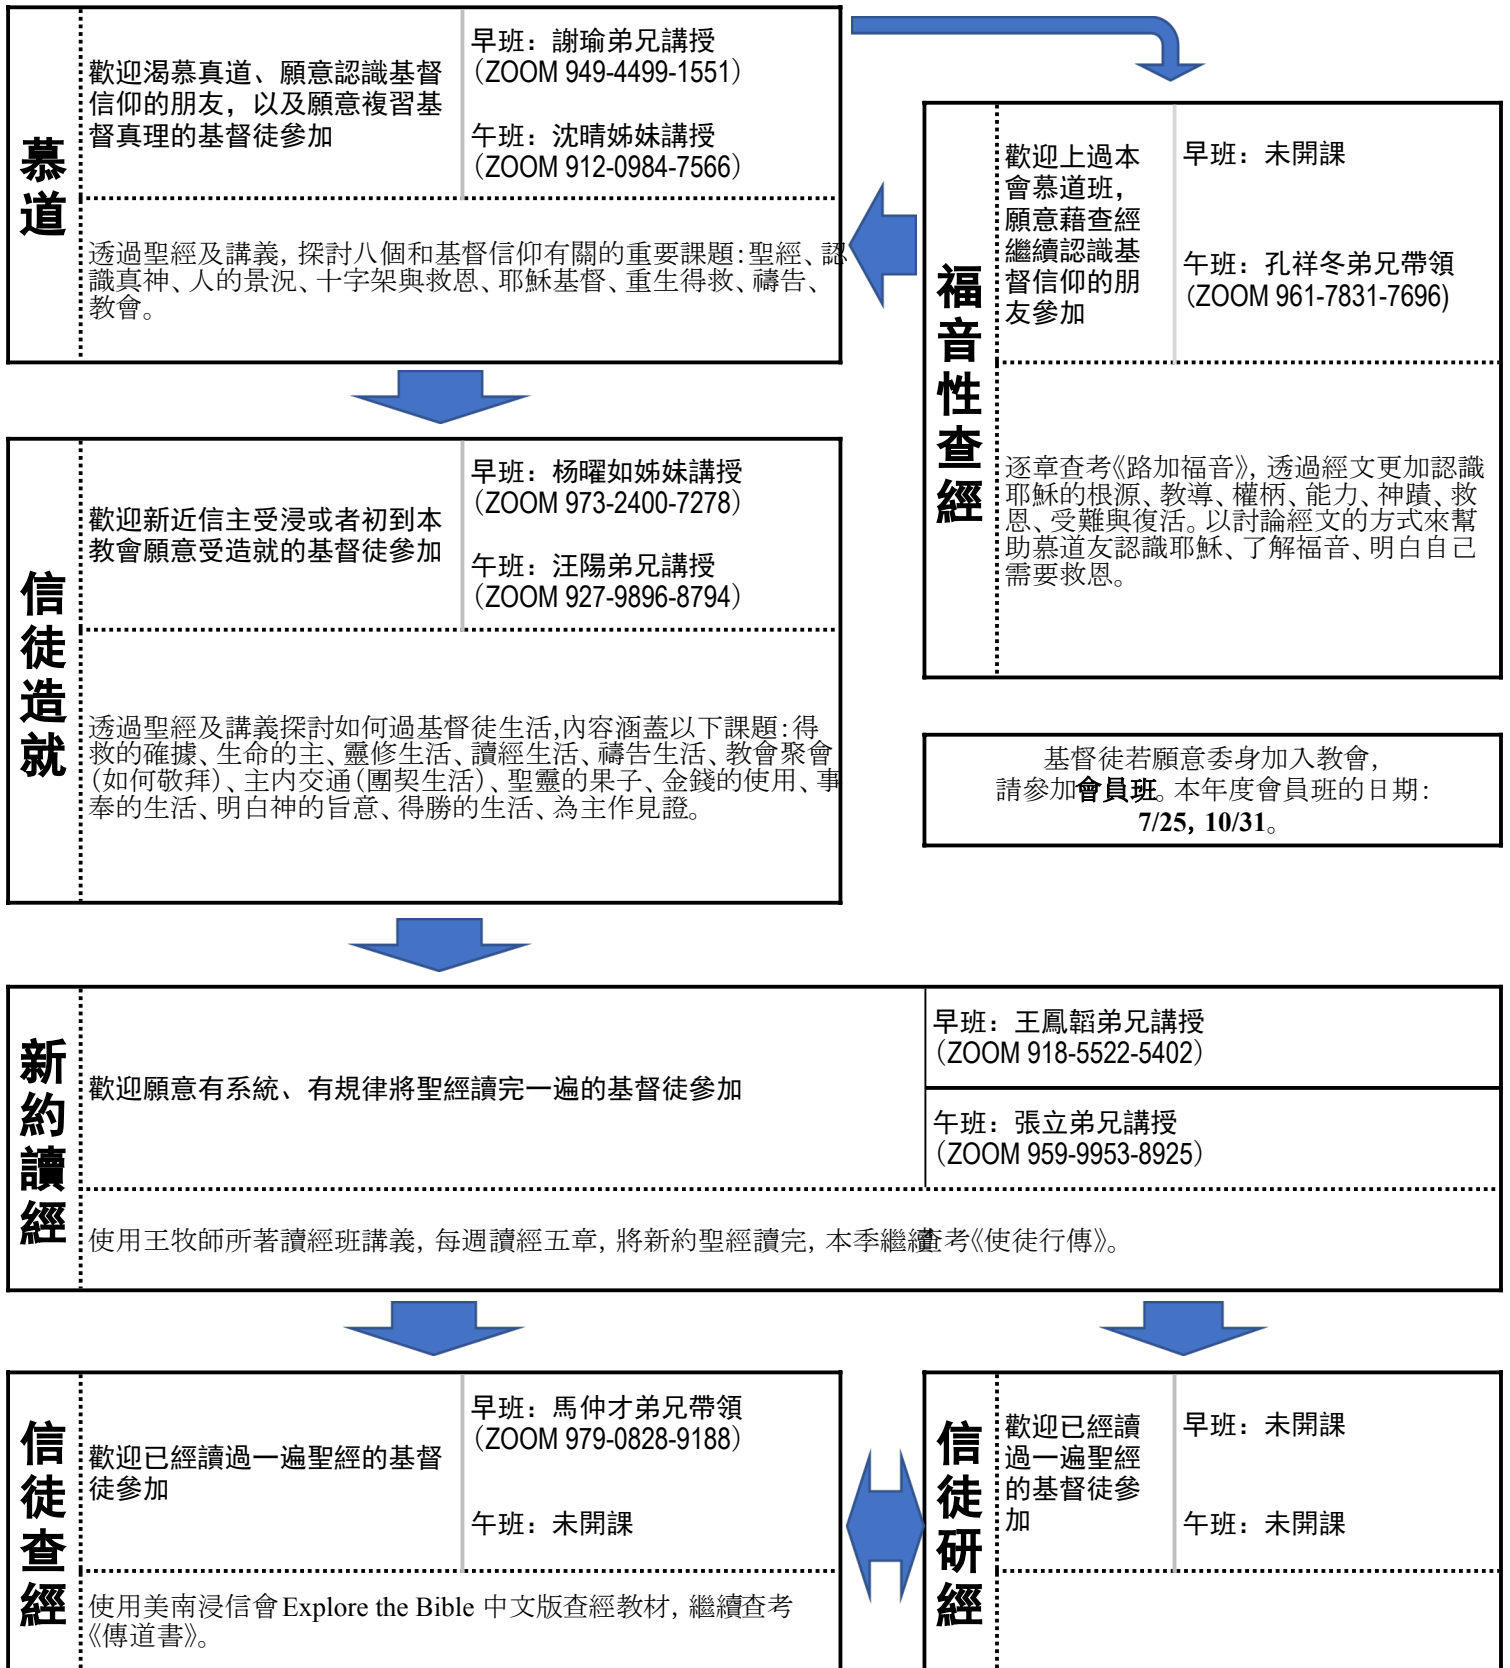 慕道
歡迎渴慕真道、願意認識基督
信仰的朋友，以及願意複習基
督真理的基督徒參加
早班：謝瑜弟兄講授
（ZOOM 949-4499-1551）
午班：沈晴姊妹講授
（ZOOM 912-0984-7566）
透過聖經及講義，探討八個和基督信仰有關的重要課題：聖經、認
識真神、人的景況、十字架與救恩、耶穌基督、重生得救、禱告、
教會。
福音性查經
歡迎上過本
會慕道班，
願意藉查經
繼續認識基
督信仰的朋
友參加
早班：未開課
午班：孔祥冬弟兄帶領
（ZOOM 961-7831-7696)
逐章查考《路加福音》，透過經文更加認識
耶穌的根源、教導、權柄、能力、神蹟、救
恩、受難與復活。以討論經文的方式來幫
助慕道友認識耶穌、了解福音、明白自己
需要救恩。
信徒造就
歡迎新近信主受浸或者初到本
教會願意受造就的基督徒參加
早班：杨曜如姊妹講授
（ZOOM 973-2400-7278）
午班：汪陽弟兄講授
（ZOOM 927-9896-8794）
透過聖經及講義探討如何過基督徒生活,內容涵蓋以下課題：得
救的確據、生命的主、靈修生活、讀經生活、禱告生活、教會聚會
（如何敬拜）、主内交通（團契生活）、聖靈的果子、金錢的使用、事
奉的生活、明白神的旨意、得勝的生活、為主作見證。
基督徒若願意委身加入教會，
請參加會員班。本年度會員班的日期：
7/25，10/31。
新約讀經
歡迎願意有系統、有規律將聖經讀完一遍的基督徒參加
早班：王鳳韜弟兄講授
（ZOOM 918-5522-5402）
午班：張立弟兄講授
（ZOOM 959-9953-8925）
使用王牧師所著讀經班講義，每週讀經五章，將新約聖經讀完，本季繼續查考《使徒行傳》。
信徒查經
歡迎已經讀過一遍聖經的基督
徒參加
早班：馬仲才弟兄帶領
（ZOOM 979-0828-9188）
午班：未開課
使用美南浸信會 Explore the Bible 中文版查經教材，繼續查考
《傳道書》。
信徒研經
歡迎已經讀
過一遍聖經
的基督徒參
加
早班：未開課
午班：未開課